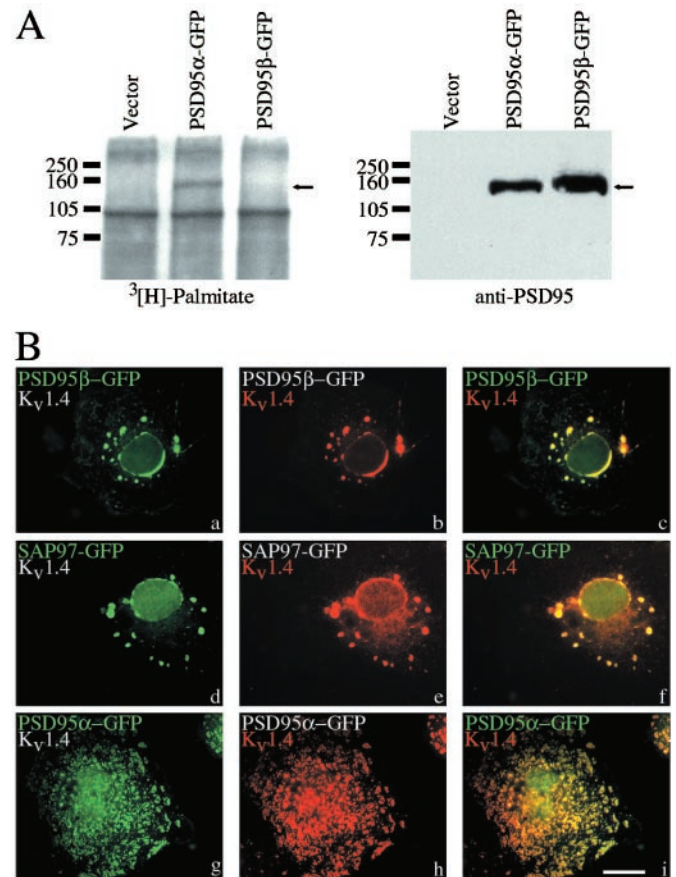 A
Vector
PSD95α-GFP
PSD95β-GFP
250
160
105
75
³[H]-Palmitate
Vector
PSD95α-GFP
PSD95β-GFP
250
160
105
75
anti-PSD95
B
PSD95β–GFP
Kv1.4
a
PSD95β–GFP
Kv1.4
b
PSD95β–GFP
Kv1.4
c
SAP97-GFP
Kv1.4
d
SAP97-GFP
Kv1.4
e
SAP97-GFP
Kv1.4
f
PSD95α–GFP
Kv1.4
g
PSD95α–GFP
Kv1.4
h
PSD95α–GFP
Kv1.4
i